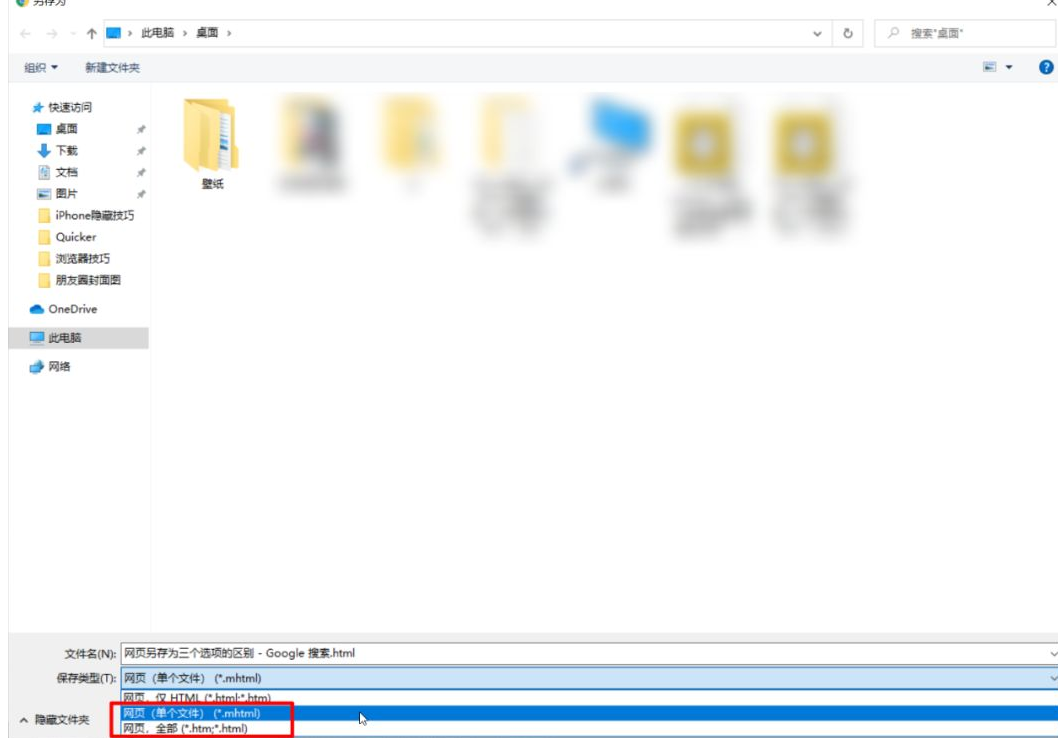 另存为
此电脑 › 桌面 ›
搜索"桌面"
组织
新建文件夹
快速访问
桌面
下载
文档
图片
iPhone隐藏技巧
Quicker
浏览器技巧
朋友圈封面图
OneDrive
此电脑
网络
壁纸
文件名(N): 网页另存为三个选项的区别 - Google 搜索.html
保存类型(T): 网页（单个文件） (*.mhtml)
网页，仅 HTML (*.html;*.htm)
网页（单个文件） (*.mhtml)
网页，全部 (*.htm;*.html)
隐藏文件夹